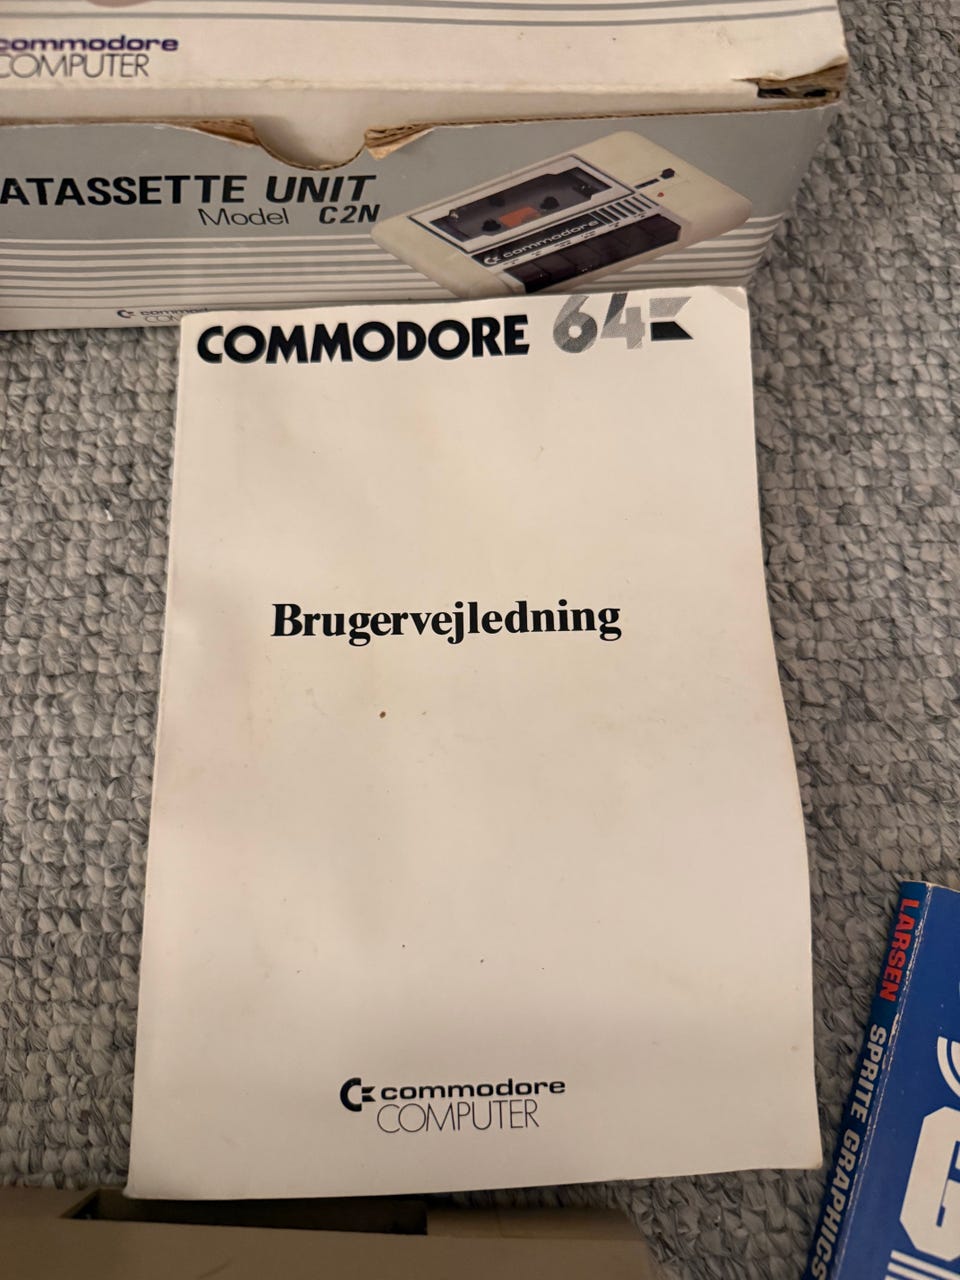 commodore
COMPUTER
ATASSETTE UNIT
Model C2N
commodore
COMMODORE 64
Brugervejledning
commodore
COMPUTER
LARSEN SPRITE GRAPHICS
G